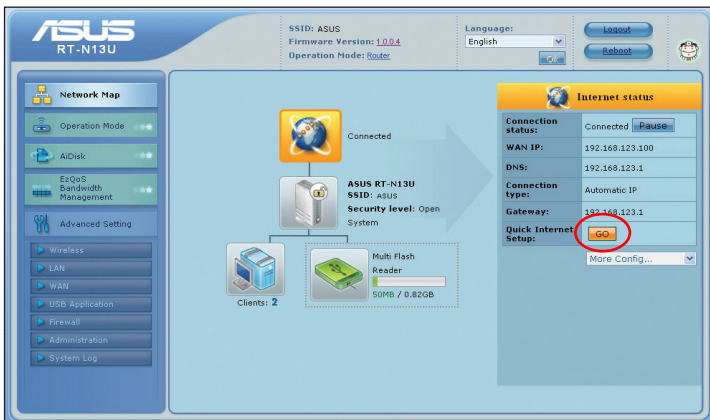 ASUS
RT-N13U
SSID: ASUS
Firmware Version: 1.0.0.4
Operation Mode: Router
Language:
English
OK
Logout
Reboot
Network Map
Operation Mode
AiDisk
EzQoS
Bandwidth
Management
Advanced Setting
Wireless
LAN
WAN
USB Application
Firewall
Administration
System Log
Connected
ASUS RT-N13U
SSID: ASUS
Security level: Open
System
Clients: 2
Multi Flash
Reader
50MB / 0.82GB
Internet status
Connection
status:
Connected Pause
WAN IP: 192.168.123.100
DNS: 192.168.123.1
Connection
type:
Automatic IP
Gateway: 192.168.123.1
Quick Internet
Setup:
GO
More Config...